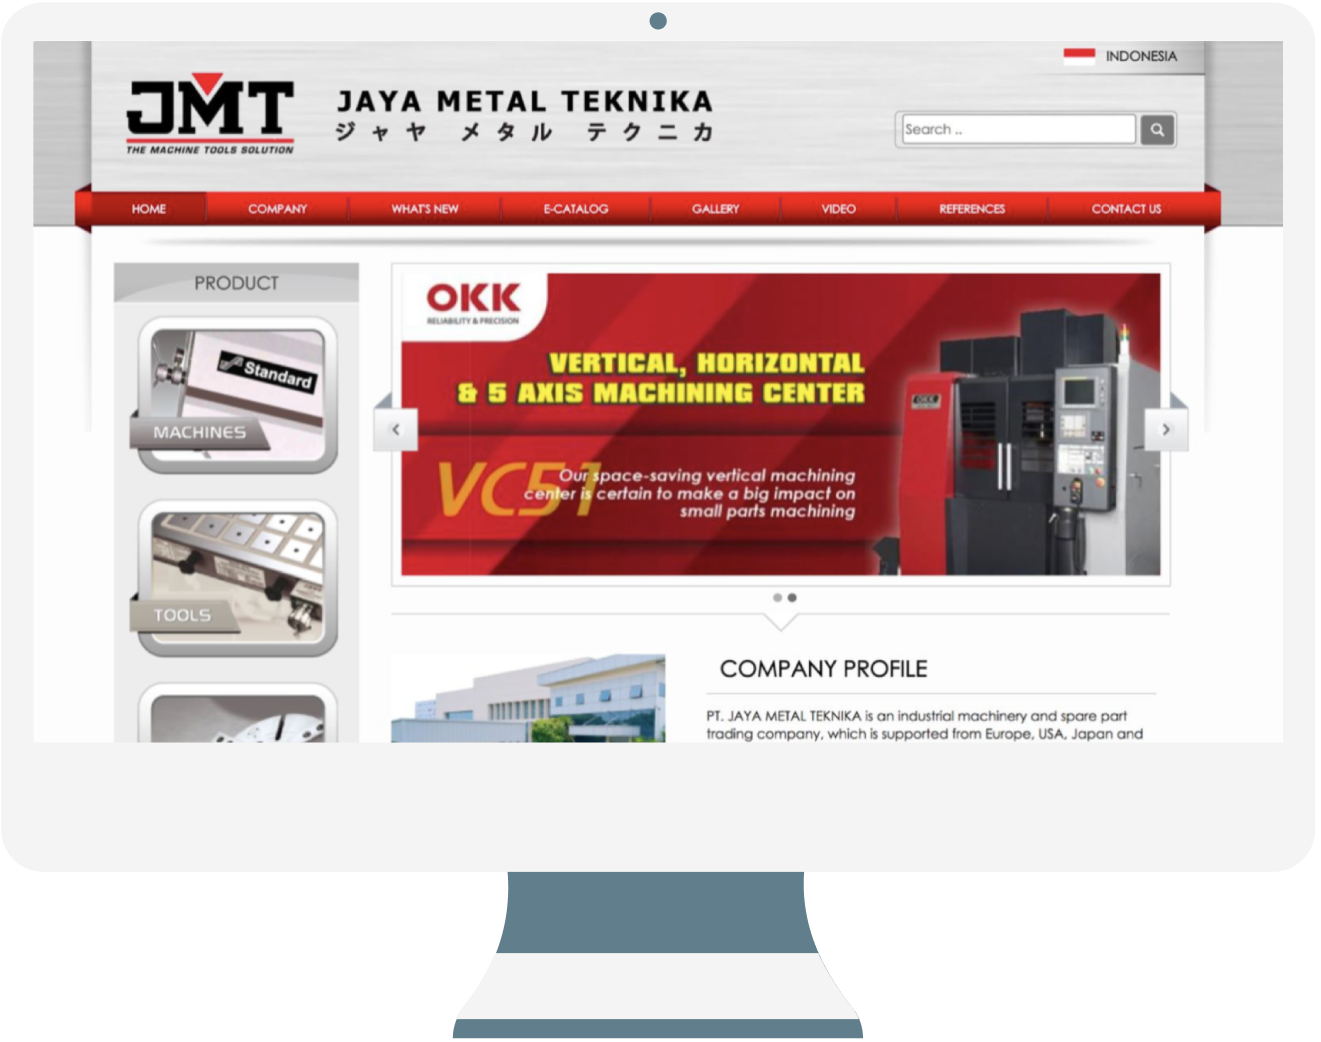 INDONESIA
JMT
THE MACHINE TOOLS SOLUTION
JAYA METAL TEKNIKA
ジャヤ メタル テクニカ
Search ..
HOME COMPANY WHAT'S NEW E-CATALOG GALLERY VIDEO REFERENCES CONTACT US
PRODUCT
Standard
MACHINES
TOOLS
OKK
RELIABILITY & PRECISION
VERTICAL, HORIZONTAL
& 5 AXIS MACHINING CENTER
VC51
Our space-saving vertical machining
center is certain to make a big impact on
small parts machining
OKK
COMPANY PROFILE
PT. JAYA METAL TEKNIKA is an industrial machinery and spare part
trading company, which is supported from Europe, USA, Japan and